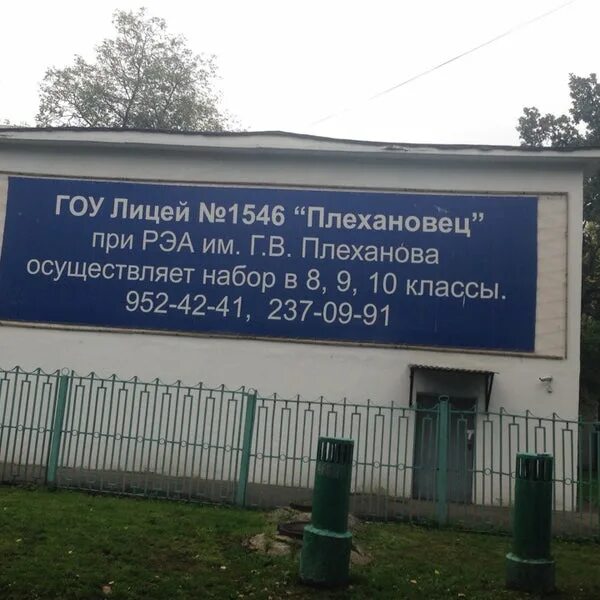 ГОУ Лицей №1546 "Плехановец"
при РЭА им. Г.В. Плеханова
осуществляет набор в 8, 9, 10 классы.
952-42-41, 237-09-91